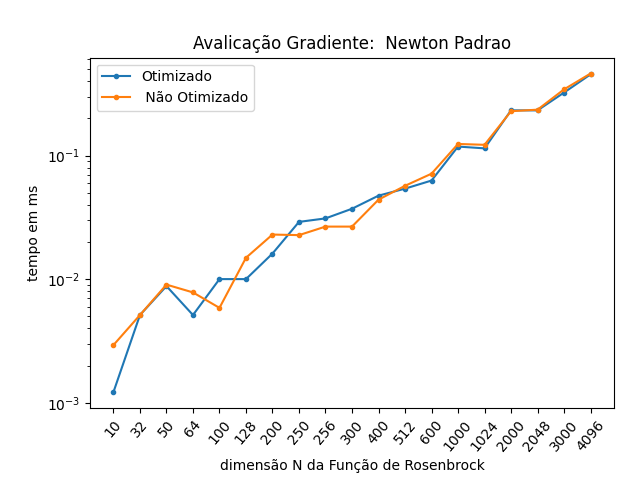 Avalicação Gradiente:  Newton Padrao
Otimizado
Não Otimizado
tempo em ms
10⁻¹
10⁻²
10⁻³
10 32 50 64 100 128 200 250 256 300 400 512 600 1000 1024 2000 2048 3000 4096
dimensão N da Função de Rosenbrock